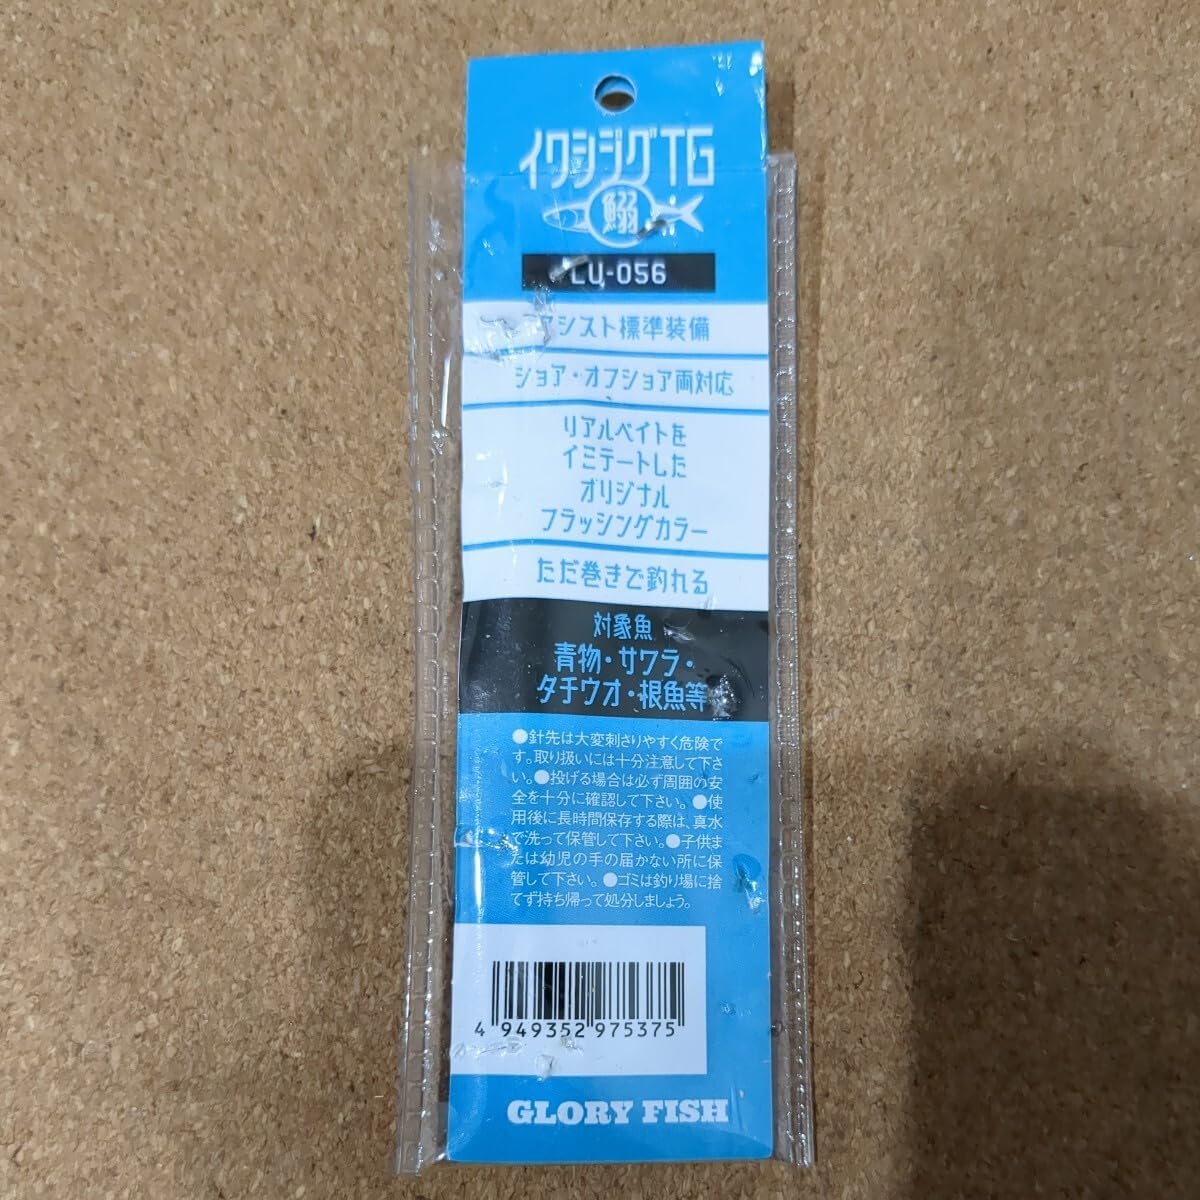 イワシジグTG
鰯
LU-056
アシスト標準装備
ショア・オフショア両対応
リアルベイトを
イミテートした
オリジナル
フラッシングカラー
ただ巻きで釣れる
対象魚
青物・サワラ・
タチウオ・根魚等
●針先は大変刺さりやすく危険で
す。取り扱いには十分注意して下さ
い。●投げる場合は必ず周囲の安
全を十分に確認して下さい。●使
用後に長時間保存する際は、真水
で洗って保管して下さい。●子供ま
たは幼児の手の届かない所に保
管して下さい。●ゴミは釣り場に捨
てず持ち帰って処分しましょう。
4 949352 975375
GLORY FISH